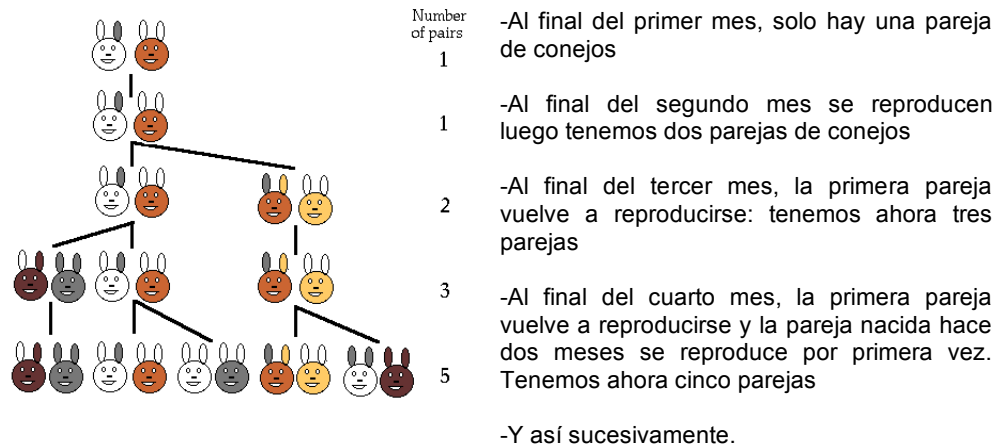 Number
of pairs
1
1
2
3
5
-Al final del primer mes, solo hay una pareja
de conejos
-Al final del segundo mes se reproducen
luego tenemos dos parejas de conejos
-Al final del tercer mes, la primera pareja
vuelve a reproducirse: tenemos ahora tres
parejas
-Al final del cuarto mes, la primera pareja
vuelve a reproducirse y la pareja nacida hace
dos meses se reproduce por primera vez.
Tenemos ahora cinco parejas
-Y así sucesivamente.